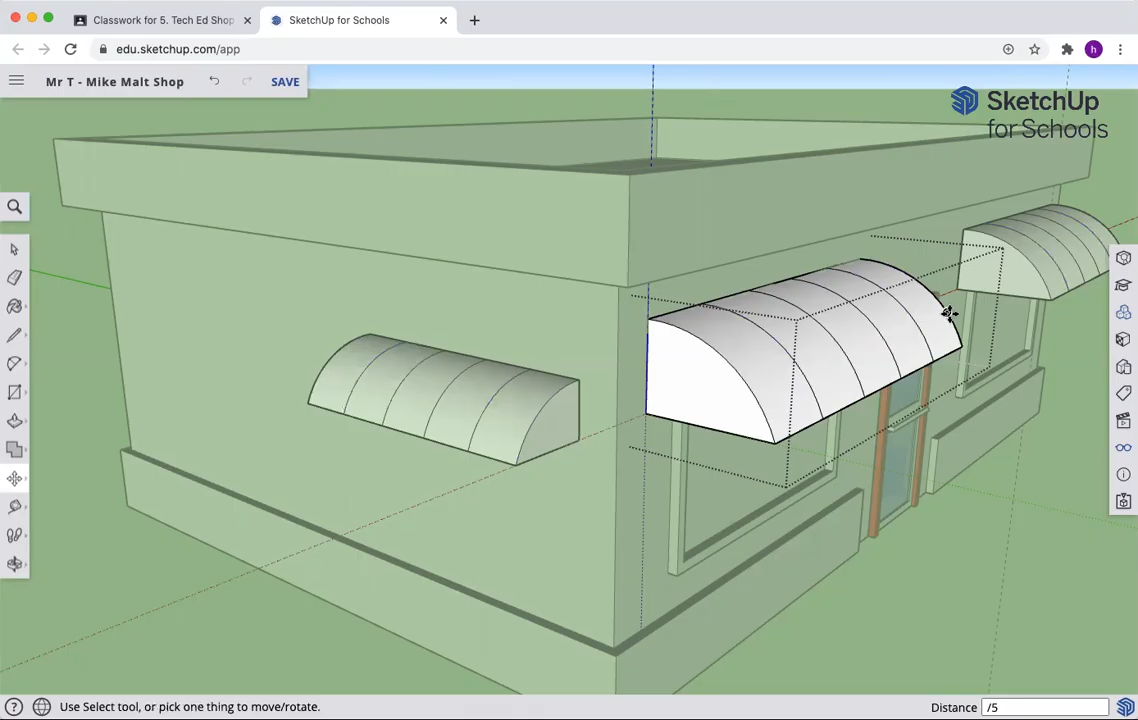 Classwork for 5. Tech Ed Shop
SketchUp for Schools
edu.sketchup.com/app
h
Mr T - Mike Malt Shop
SAVE
SketchUp
for Schools
Use Select tool, or pick one thing to move/rotate.
Distance
/5